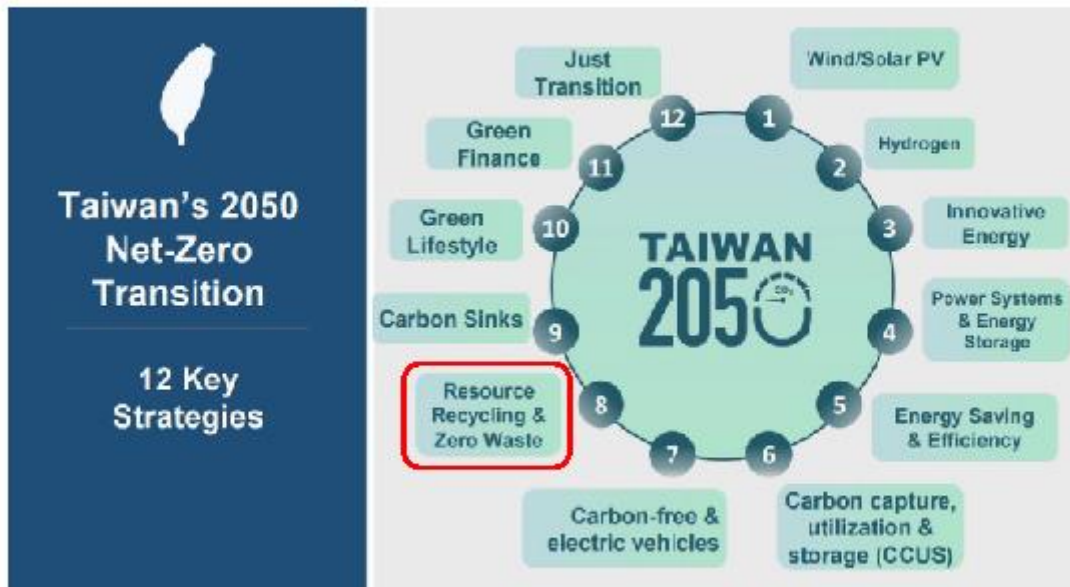 Taiwan's 2050
Net-Zero
Transition
12 Key
Strategies
TAIWAN
2050
CO₂
1
Wind/Solar PV
2
Hydrogen
3
Innovative
Energy
4
Power Systems
& Energy
Storage
5
Energy Saving
& Efficiency
6
Carbon capture,
utilization &
storage (CCUS)
7
Carbon-free &
electric vehicles
8
Resource
Recycling &
Zero Waste
9
Carbon Sinks
10
Green
Lifestyle
11
Green
Finance
12
Just
Transition